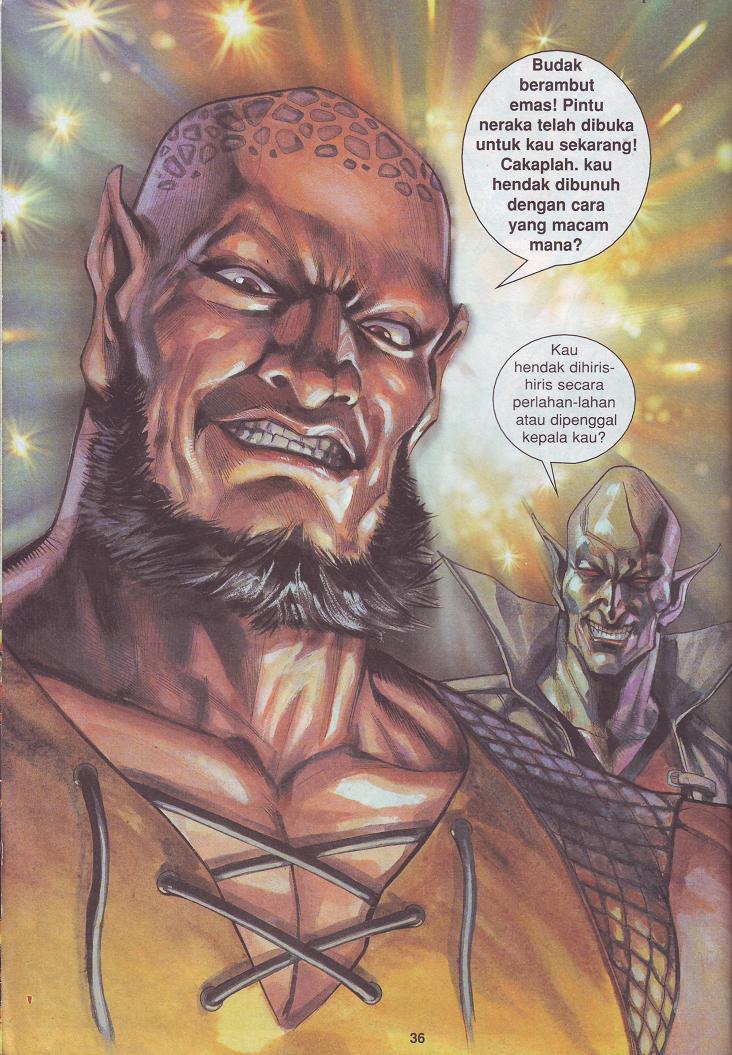 Budak
berambut
emas! Pintu
neraka telah dibuka
untuk kau sekarang!
Cakaplah. kau
hendak dibunuh
dengan cara
yang macam
mana?
Kau
hendak dihiris-
hiris secara
perlahan-lahan
atau dipenggal
kepala kau?
36